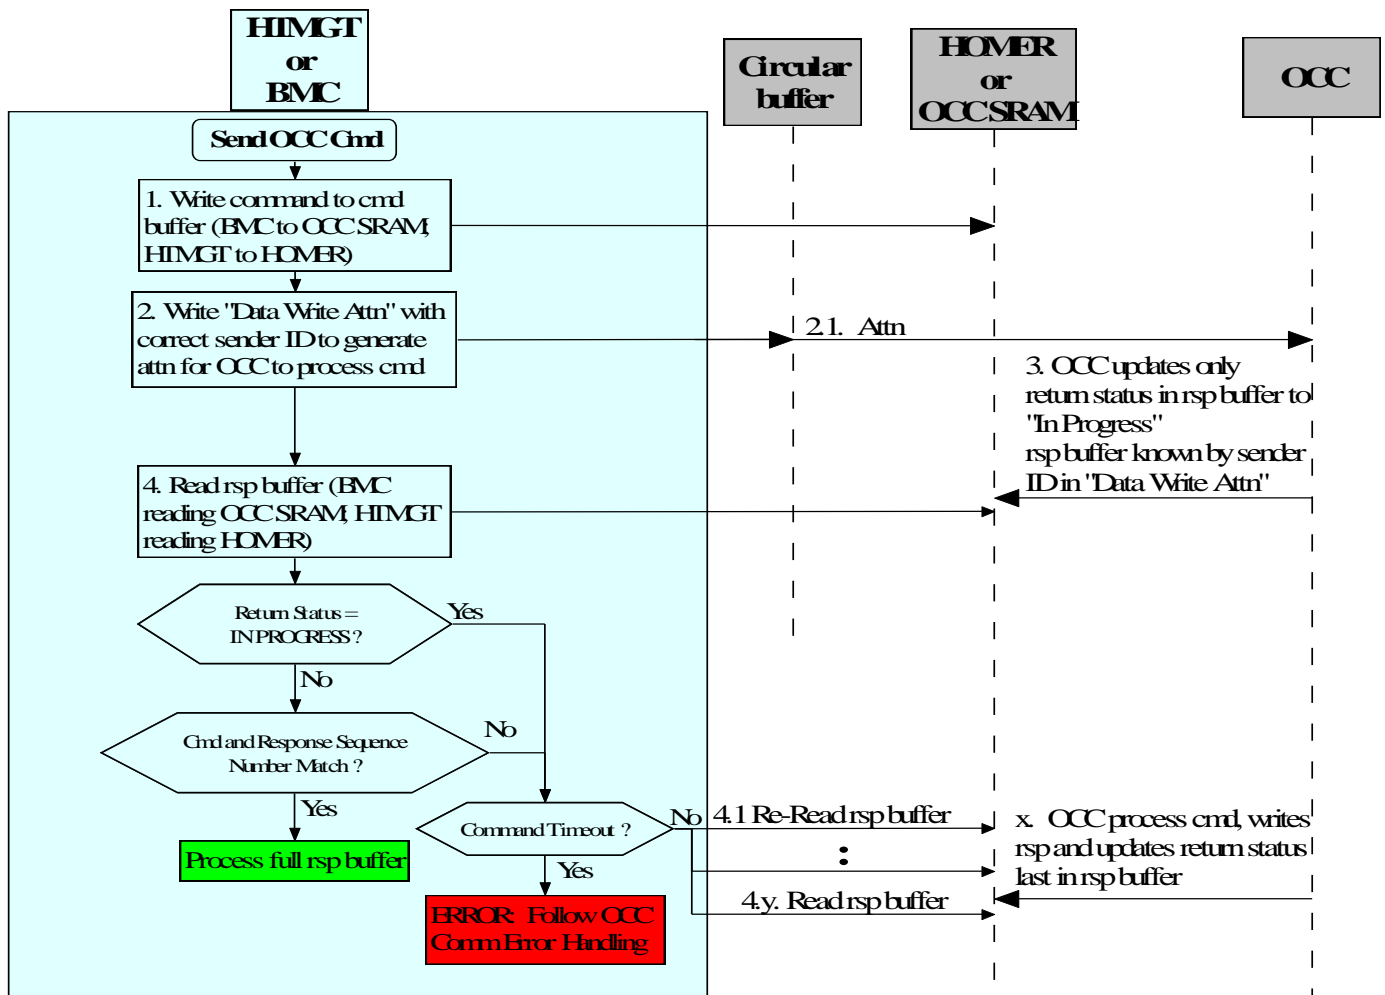 HTMGT
or
BMC
Circular
buffer
HOMER
or
OCC SRAM
OCC
Send OCC Cmd
1. Write command to cmd
buffer (BMC to OCC SRAM;
HTMGT to HOMER)
2. Write "Data Write Attn" with
correct sender ID to generate
attn for OCC to process cmd
2.1. Attn
3. OCC updates only
return status in rsp buffer to
"In Progress"
rsp buffer known by sender
ID in "Data Write Attn"
4. Read rsp buffer (BMC
reading OCC SRAM; HTMGT
reading HOMER)
Return Status =
IN PROGRESS ?
Yes
No
Cmd and Response Sequence
Number Match ?
No
Yes
Process full rsp buffer
Command Timeout ?
No
Yes
ERROR: Follow OCC
Comm Error Handling
4.1 Re-Read rsp buffer
:
4.y. Read rsp buffer
x. OCC process cmd, writes
rsp and updates return status
last in rsp buffer